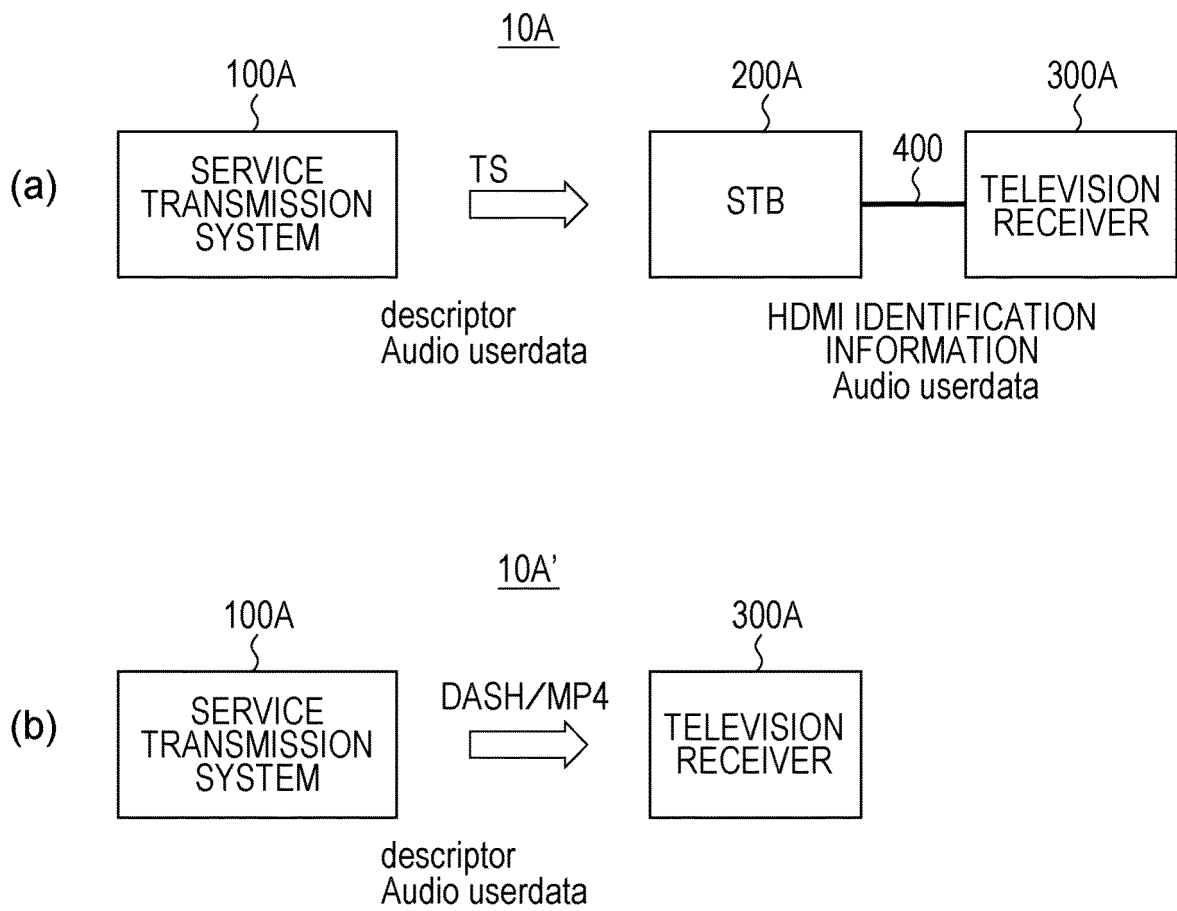 10A
100A
200A
300A
(a)
SERVICE
TRANSMISSION
SYSTEM
TS
STB
400
TELEVISION
RECEIVER
descriptor
Audio userdata
HDMI IDENTIFICATION
INFORMATION
Audio userdata
10A'
100A
300A
(b)
SERVICE
TRANSMISSION
SYSTEM
DASH/MP4
TELEVISION
RECEIVER
descriptor
Audio userdata